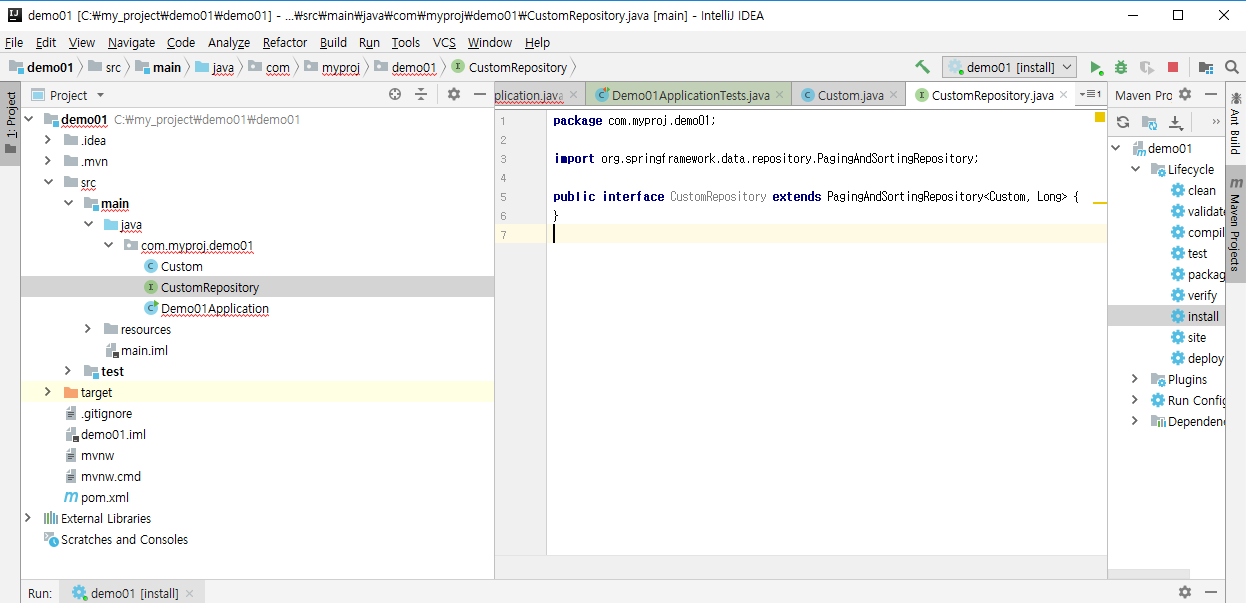 demo01 [C:₩my_project₩demo01₩demo01] - ...₩src₩main₩java₩com₩myproj₩demo01₩CustomRepository.java [main] - IntelliJ IDEA
File Edit View Navigate Code Analyze Refactor Build Run Tools VCS Window Help
demo01 src main java com myproj demo01 CustomRepository demo01 [install]
1: Project
Project
demo01 C:₩my_project₩demo01₩demo01
.idea
.mvn
src
main
java
com.myproj.demo01
Custom
CustomRepository
Demo01Application
resources
main.iml
test
target
.gitignore
demo01.iml
mvnw
mvnw.cmd
pom.xml
External Libraries
Scratches and Consoles
plication.java Demo01ApplicationTests.java Custom.java CustomRepository.java 1
1 package com.myproj.demo01;
2
3 import org.springframework.data.repository.PagingAndSortingRepository;
4
5 public interface CustomRepository extends PagingAndSortingRepository<Custom, Long> {
6 }
7
Maven Pro
demo01
Lifecycle
clean
validate
compil
test
packag
verify
install
site
deploy
Plugins
Run Config
Dependen
Ant Build
Maven Projects
Run: demo01 [install]